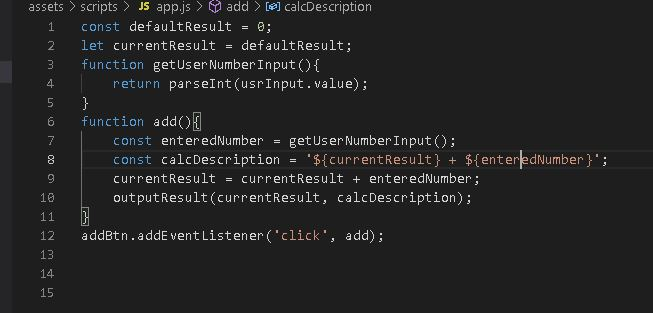 assets > scripts > JS app.js > add > calcDescription
1 const defaultResult = 0;
2 let currentResult = defaultResult;
3 function getUserNumberInput(){
4 return parseInt(usrInput.value);
5 }
6 function add(){
7 const enteredNumber = getUserNumberInput();
8 const calcDescription = '${currentResult} + ${enteredNumber}';
9 currentResult = currentResult + enteredNumber;
10 outputResult(currentResult, calcDescription);
11 }
12 addBtn.addEventListener('click', add);
13
14
15